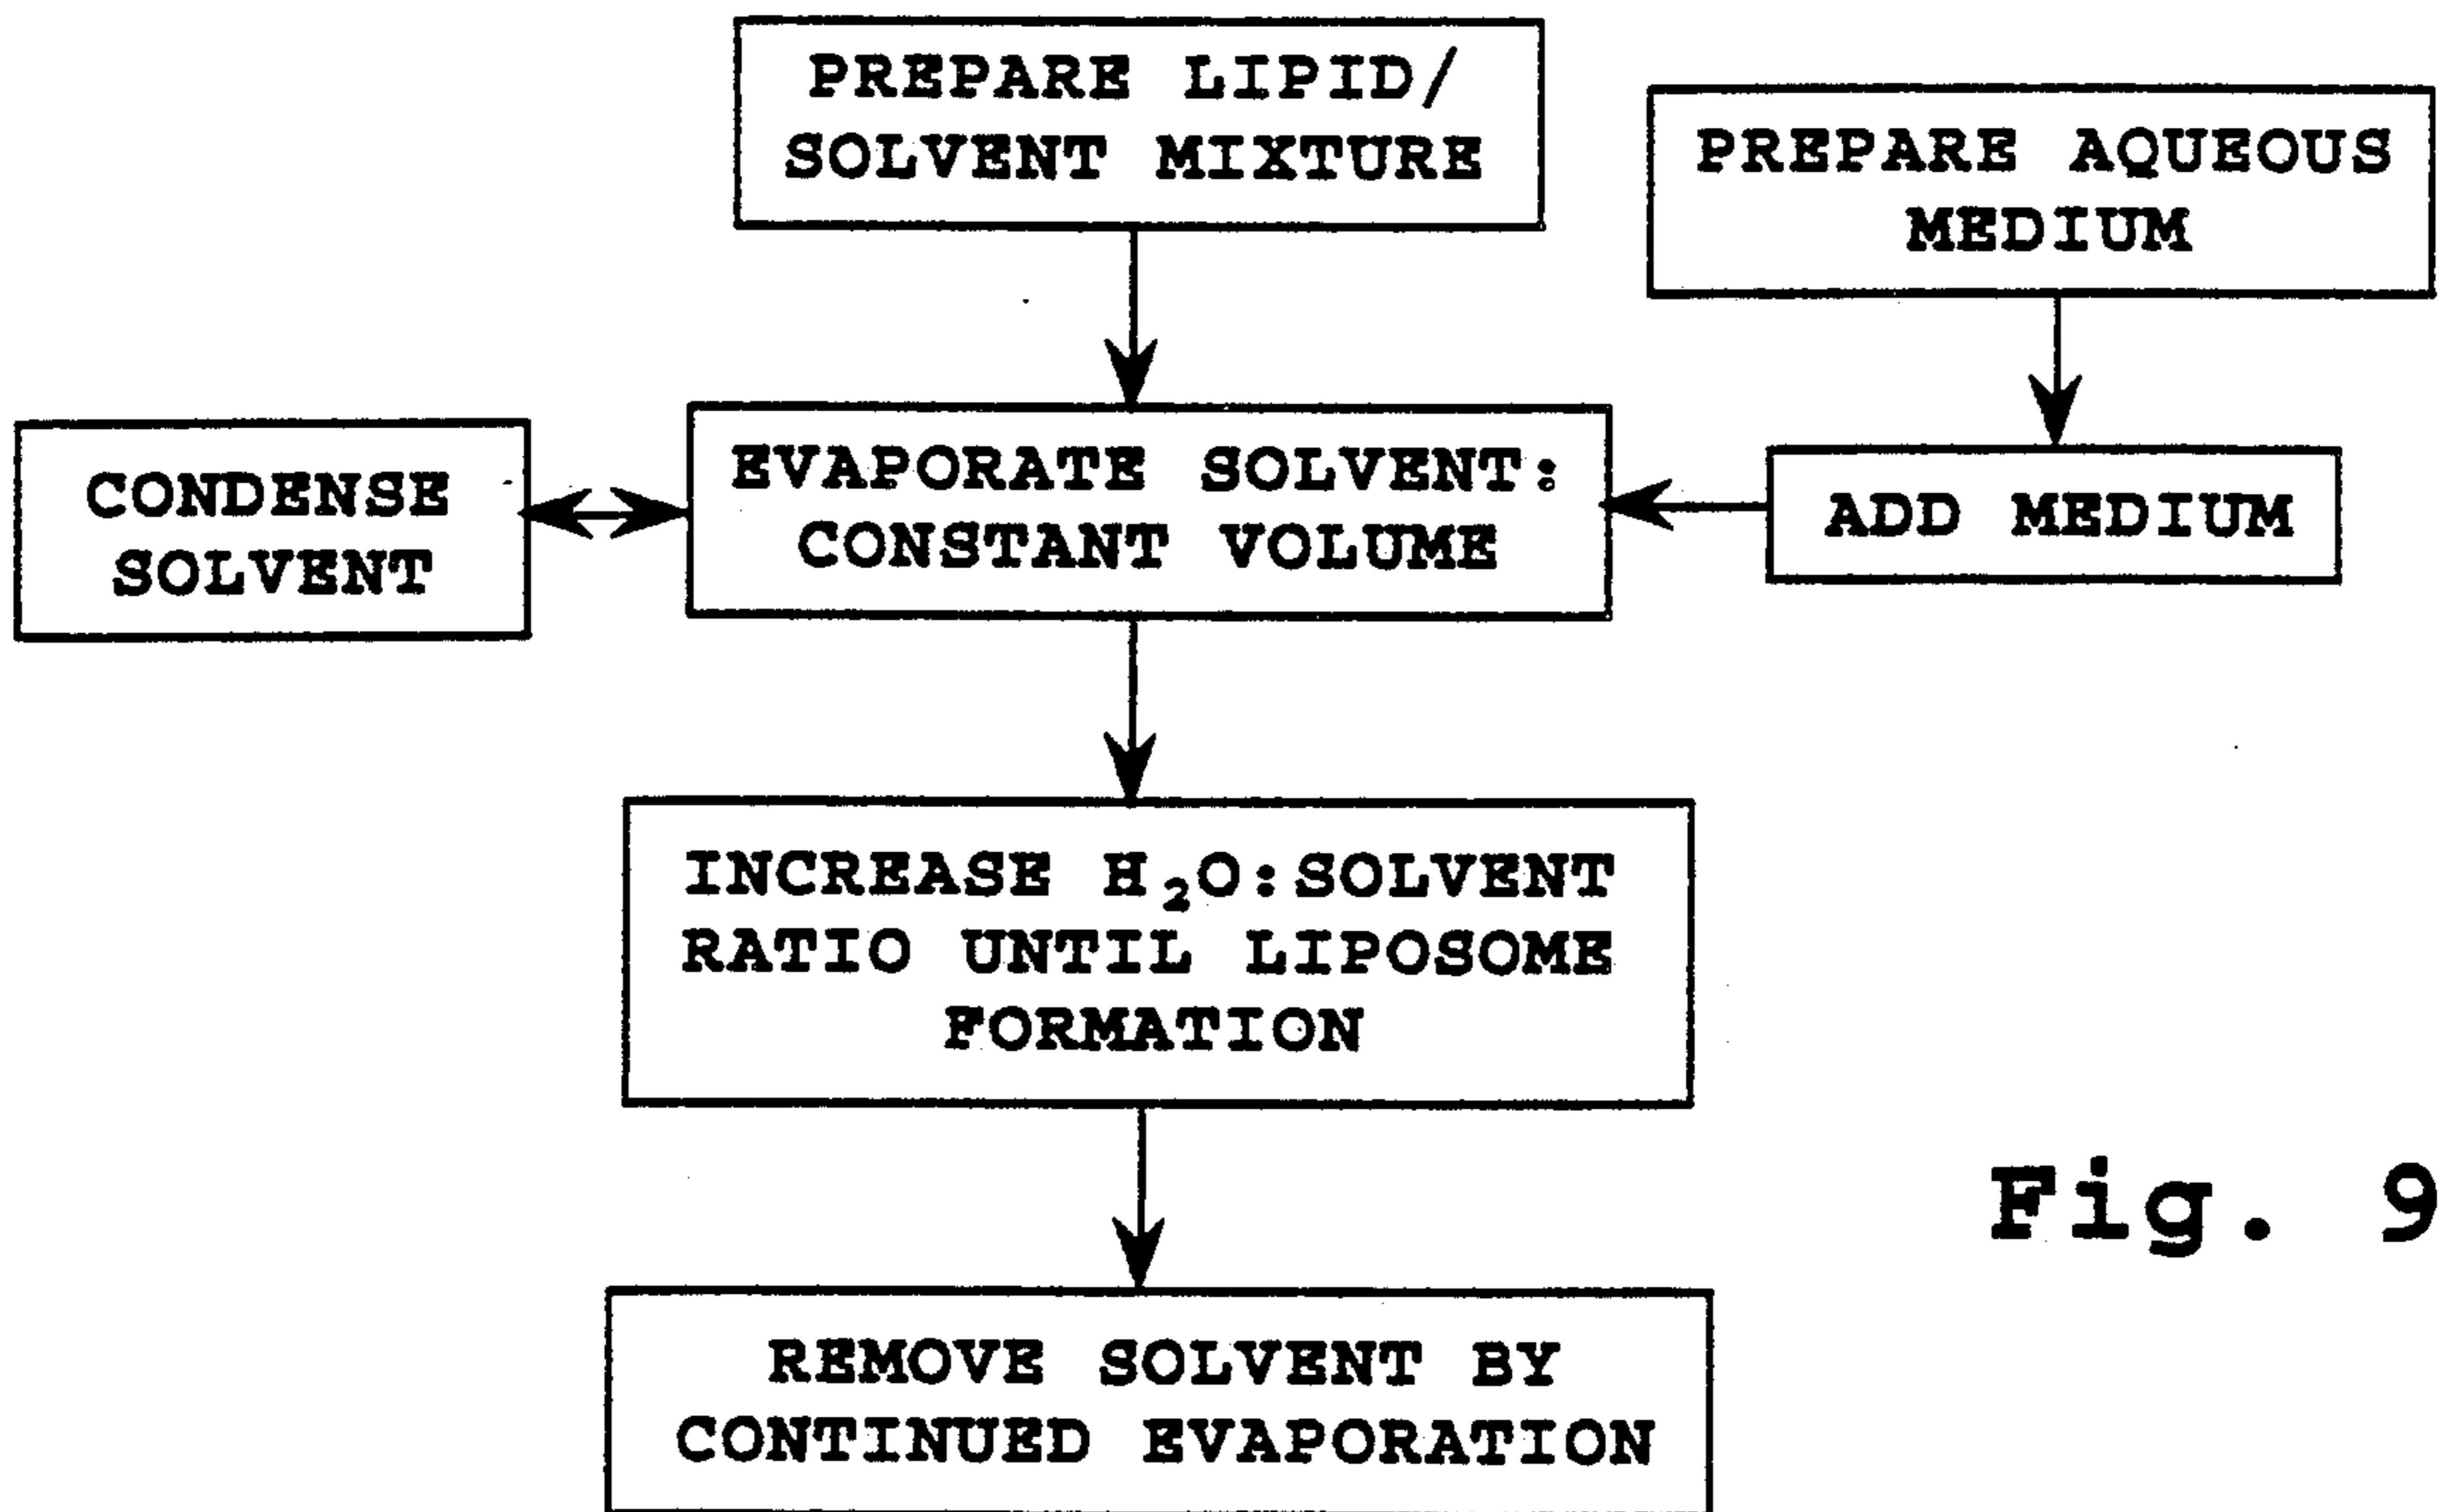 PREPARE LIPID/
SOLVENT MIXTURE
PREPARE AQUEOUS
MEDIUM
CONDENSE
SOLVENT
EVAPORATE SOLVENT:
CONSTANT VOLUME
ADD MEDIUM
INCREASE H₂O:SOLVENT
RATIO UNTIL LIPOSOME
FORMATION
REMOVE SOLVENT BY
CONTINUED EVAPORATION
Fig. 9